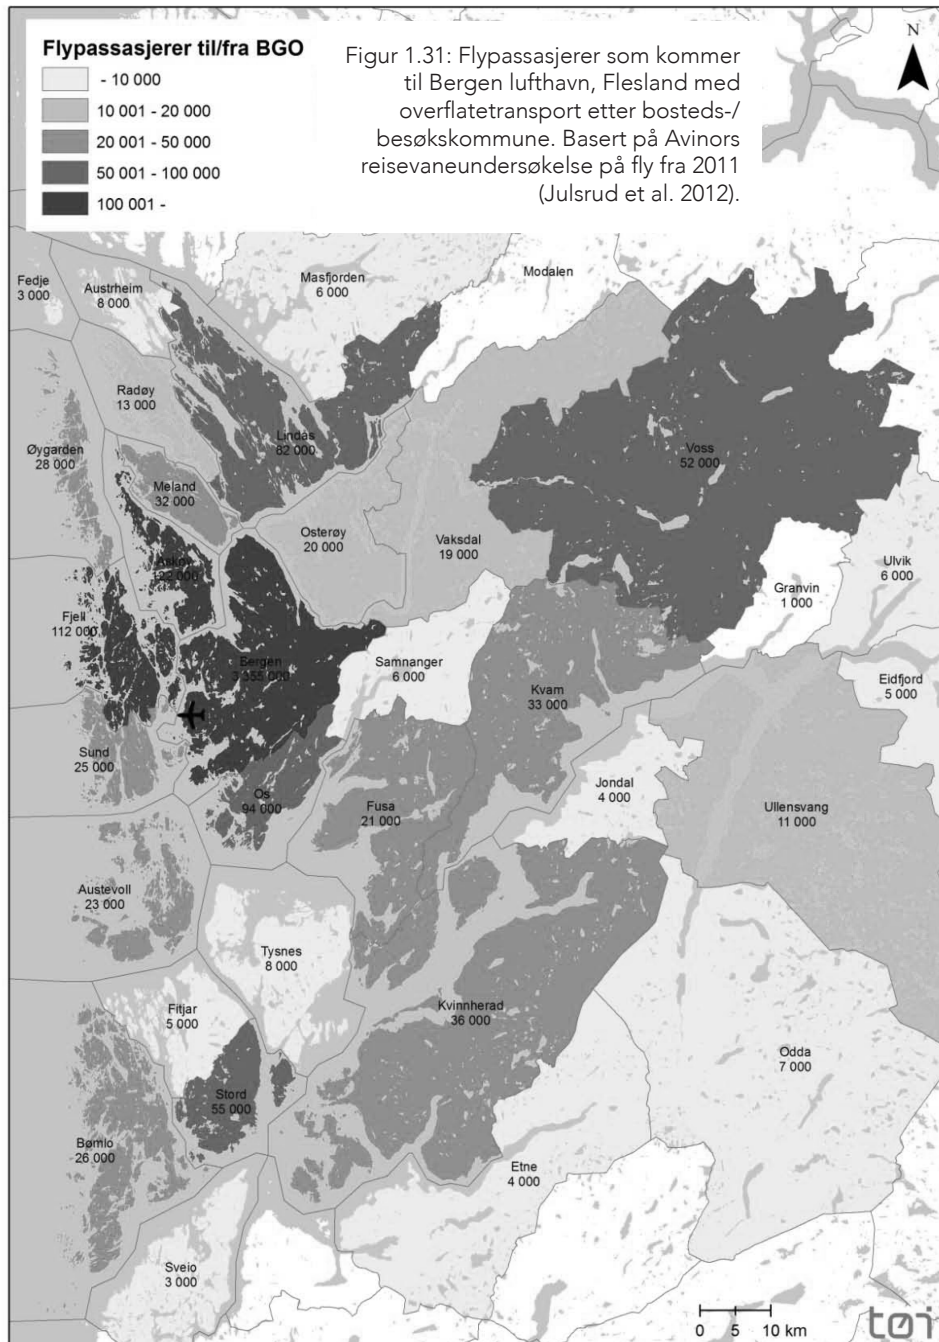 Flypassasjerer til/fra BGO
- 10 000
10 001 - 20 000
20 001 - 50 000
50 001 - 100 000
100 001 -
Figur 1.31: Flypassasjerer som kommer
til Bergen lufthavn, Flesland med
overflatetransport etter bosteds-/
besøkskommune. Basert på Avinors
reisevaneundersøkelse på fly fra 2011
(Julsrud et al. 2012).
N
Fedje
3 000
Austrheim
8 000
Masfjorden
6 000
Modalen
Radøy
13 000
Lindås
82 000
Øygarden
28 000
Meland
32 000
Voss
52 000
Osterøy
20 000
Vaksdal
19 000
Askøy
122 000
Ulvik
6 000
Granvin
1 000
Fjell
112 000
Bergen
3 355 000
Samnanger
6 000
Kvam
33 000
Eidfjord
5 000
Sund
25 000
Os
94 000
Fusa
21 000
Jondal
4 000
Ullensvang
11 000
Austevoll
23 000
Tysnes
8 000
Fitjar
5 000
Kvinnherad
36 000
Odda
7 000
Stord
55 000
Bømlo
26 000
Etne
4 000
Sveio
3 000
0 5 10 km
tøi